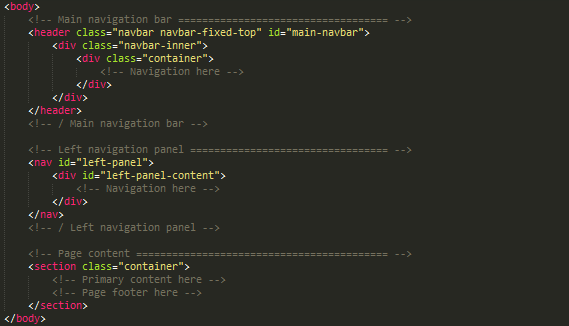 <body>
<!-- Main navigation bar ================================== -->
<header class="navbar navbar-fixed-top" id="main-navbar">
<div class="navbar-inner">
<div class="container">
<!-- Navigation here -->
</div>
</div>
</header>
<!-- / Main navigation bar -->
<!-- Left navigation panel ================================ -->
<nav id="left-panel">
<div id="left-panel-content">
<!-- Navigation here -->
</div>
</nav>
<!-- / Left navigation panel -->
<!-- Page content ========================================= -->
<section class="container">
<!-- Primary content here -->
<!-- Page footer here -->
</section>
</body>